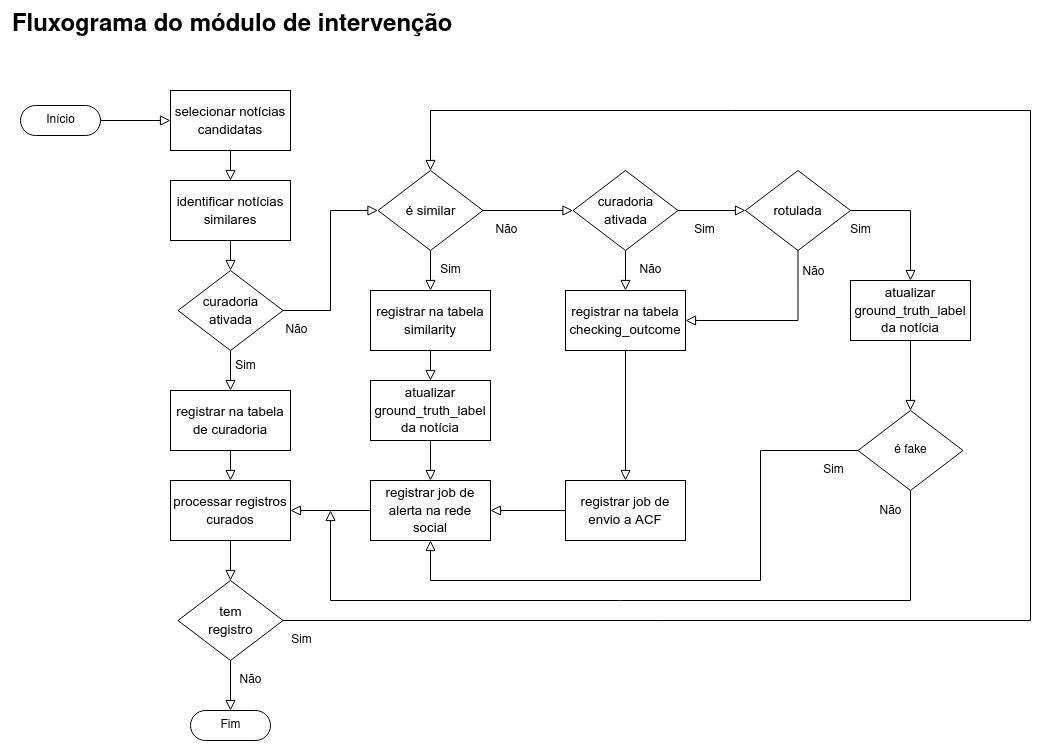 Fluxograma do módulo de intervenção
Início
selecionar notícias
candidatas
identificar notícias
similares
curadoria
ativada
Não
Sim
registrar na tabela
de curadoria
processar registros
curados
tem
registro
Sim
Não
Fim
é similar
Não
Sim
registrar na tabela
similarity
atualizar
ground_truth_label
da notícia
registrar job de
alerta na rede
social
curadoria
ativada
Sim
Não
registrar na tabela
checking_outcome
registrar job de
envio a ACF
rotulada
Sim
Não
atualizar
ground_truth_label
da notícia
é fake
Sim
Não